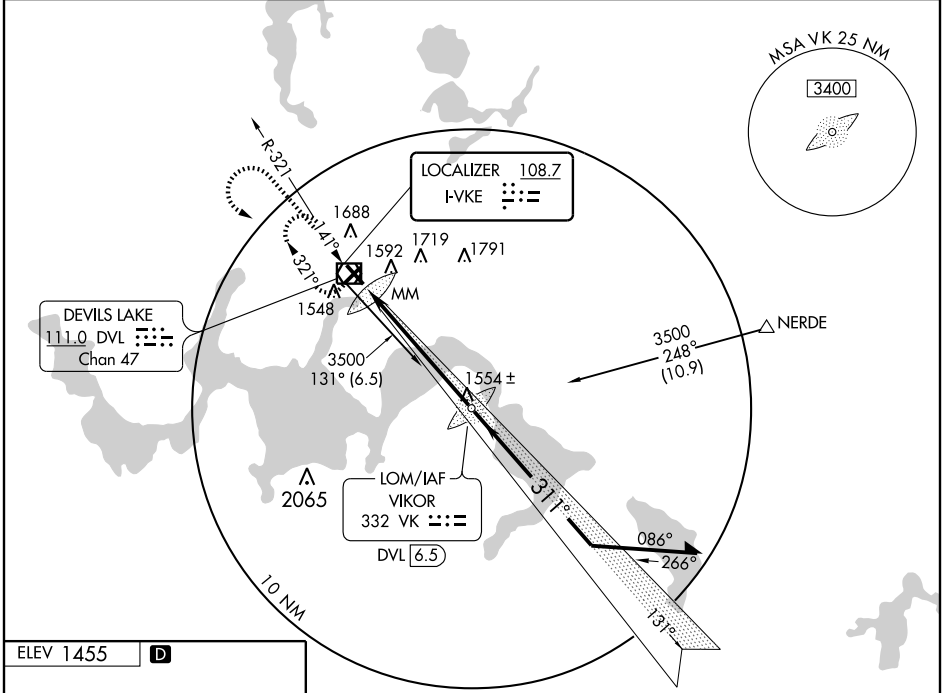 MSA VK 25 NM
3400
R-321
LOCALIZER 108.7
I-VKE
1688
141°
1719
1592
1791
321°
MM
1548
DEVILS LAKE
111.0 DVL
Chan 47
NERDE
3500
248°
(10.9)
3500
131° (6.5)
1554 ±
2065
LOM/IAF
VIKOR
332 VK
DVL 6.5
311°
086°
266°
10 NM
131°
ELEV 1455 D